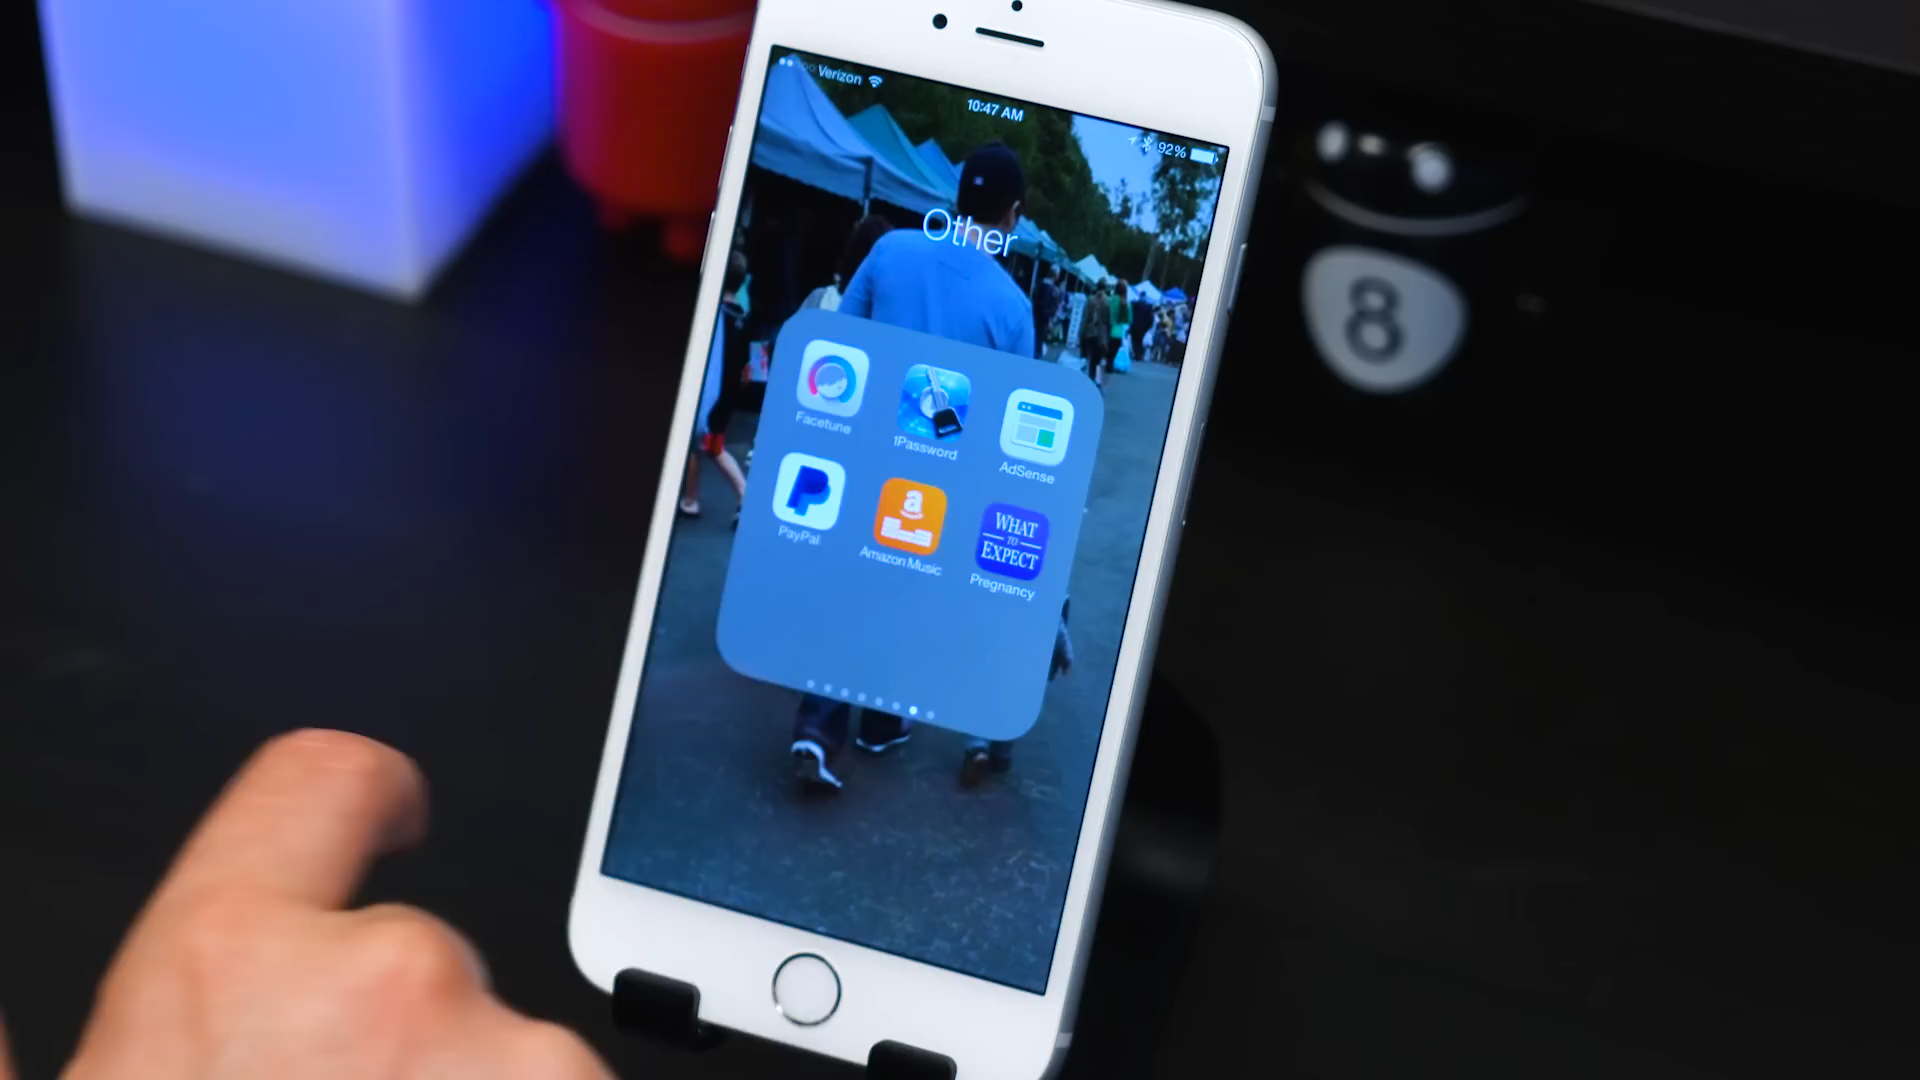 Verizon
10:47 AM
92%
Other
Facetune
1Password
AdSense
PayPal
a
Amazon Music
WHAT
TO
EXPECT
Pregnancy
8